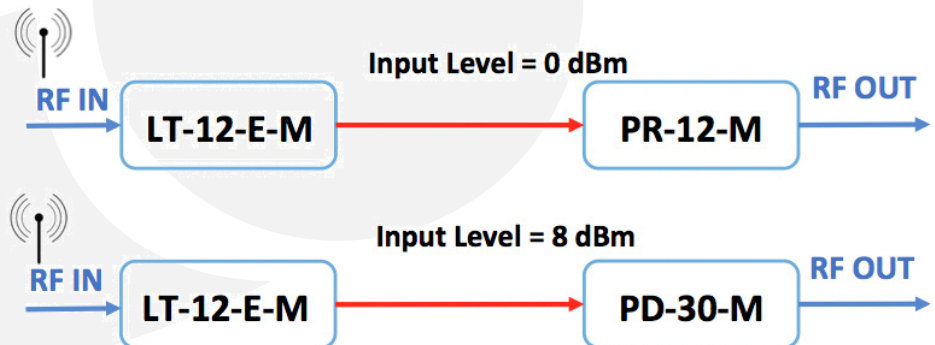 Input Level = 0 dBm
RF IN
RF OUT
LT-12-E-M
PR-12-M
Input Level = 8 dBm
RF IN
RF OUT
LT-12-E-M
PD-30-M